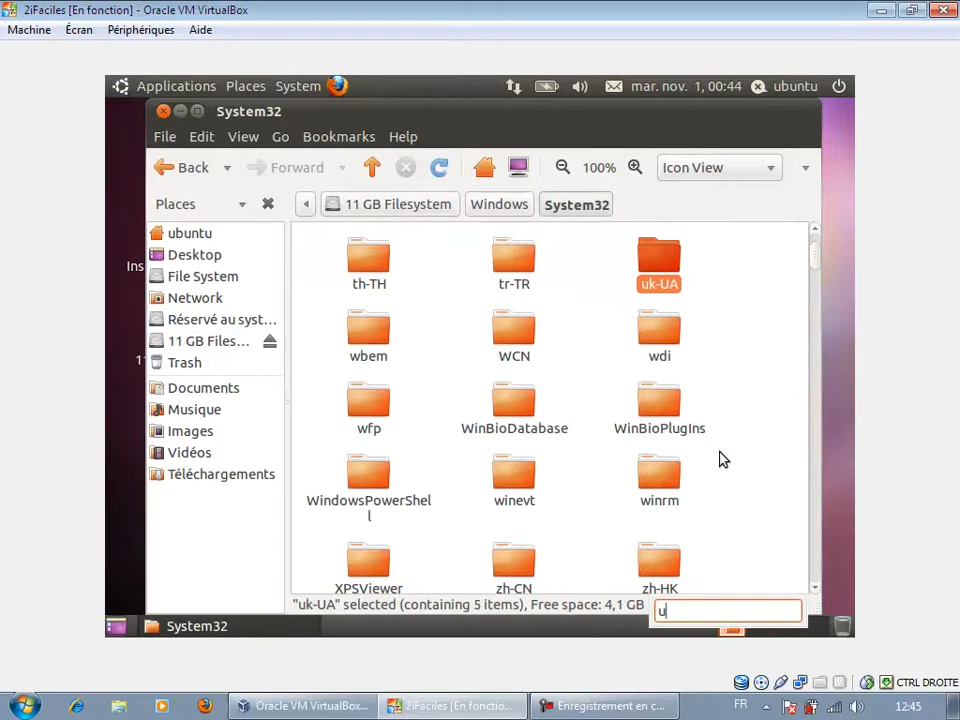 2iFaciles [En fonction] - Oracle VM VirtualBox
Machine Écran Périphériques Aide
Applications Places System mar. nov. 1, 00:44 ubuntu
System32
File Edit View Go Bookmarks Help
Back Forward 100% Icon View
Places 11 GB Filesystem Windows System32
ubuntu
Desktop
File System
Network
Réservé au syst...
11 GB Files...
Trash
Documents
Musique
Images
Vidéos
Téléchargements
Ins
11
th-TH tr-TR uk-UA
wbem WCN wdi
wfp WinBioDatabase WinBioPlugIns
WindowsPowerShel
l
winevt winrm
XPSViewer zh-CN zh-HK
"uk-UA" selected (containing 5 items), Free space: 4,1 GB
u
System32
CTRL DROITE
Oracle VM VirtualBox... 2iFaciles [En fonctio... Enregistrement en c... FR 12:45